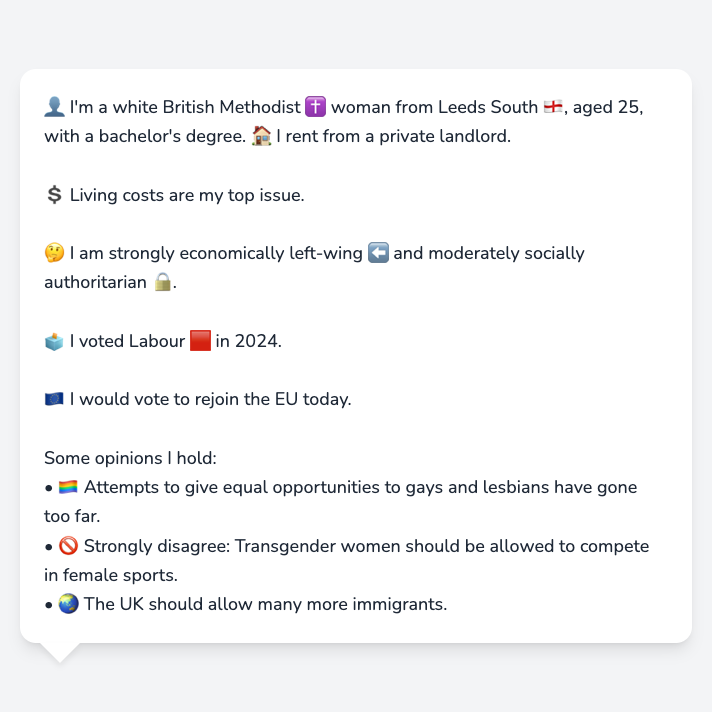 👤 I'm a white British Methodist ✝️ woman from Leeds South 🏴󠁧󠁢󠁥󠁮󠁧󠁿, aged 25,
with a bachelor's degree. 🏠 I rent from a private landlord.
💲 Living costs are my top issue.
🤔 I am strongly economically left-wing ⬅️ and moderately socially
authoritarian 🔒.
🗳️ I voted Labour 🟥 in 2024.
🇪🇺 I would vote to rejoin the EU today.
Some opinions I hold:
• 🏳️‍🌈 Attempts to give equal opportunities to gays and lesbians have gone
too far.
• 🚫 Strongly disagree: Transgender women should be allowed to compete
in female sports.
• 🌏 The UK should allow many more immigrants.